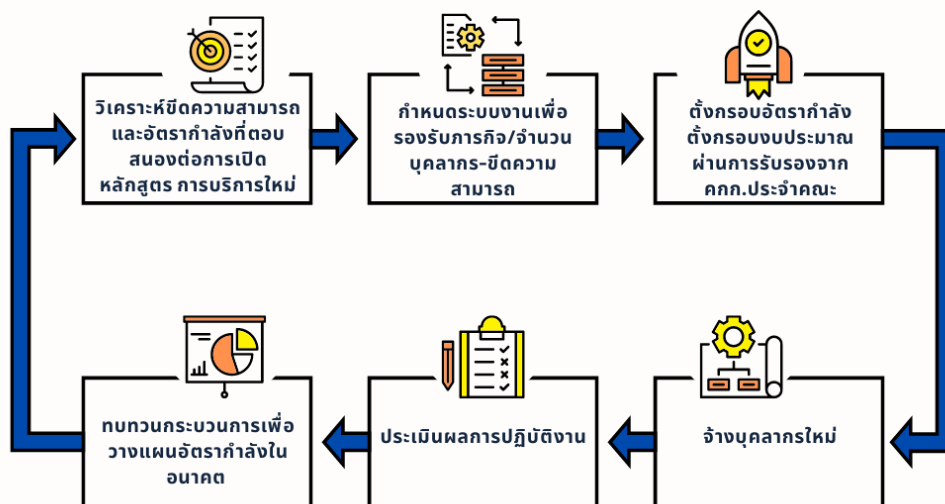 วิเคราะห์ขีดความสามารถ
และอัตรากำลังที่ตอบ
สนองต่อการเปิด
หลักสูตร การบริการใหม่
กำหนดระบบงานเพื่อ
รองรับภารกิจ/จำนวน
บุคลากร-ขีดความ
สามารถ
ตั้งกรอบอัตรากำลัง
ตั้งกรอบงบประมาณ
ผ่านการรับรองจาก
คกก.ประจำคณะ
จ้างบุคลากรใหม่
ประเมินผลการปฏิบัติงาน
ทบทวนกระบวนการเพื่อ
วางแผนอัตรากำลังใน
อนาคต